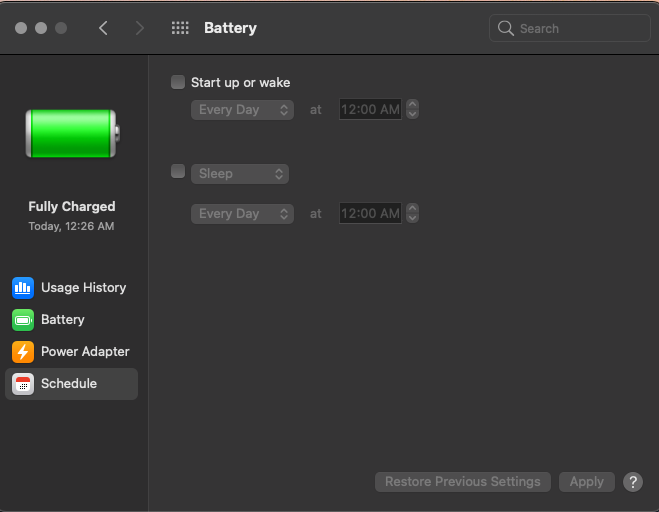 Battery
Search
Fully Charged
Today, 12:26 AM
Usage History
Battery
Power Adapter
Schedule
Start up or wake
Every Day at 12:00 AM
Sleep
Every Day at 12:00 AM
Restore Previous Settings Apply ?